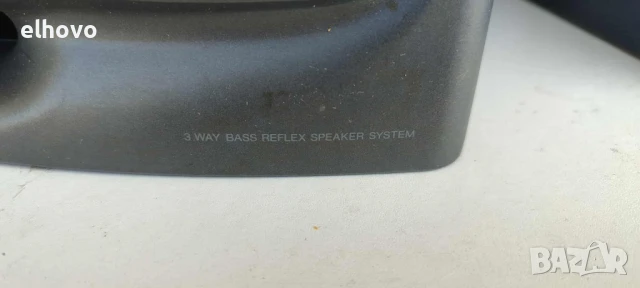 elhovo
3 WAY BASS REFLEX SPEAKER SYSTEM
BAZAR